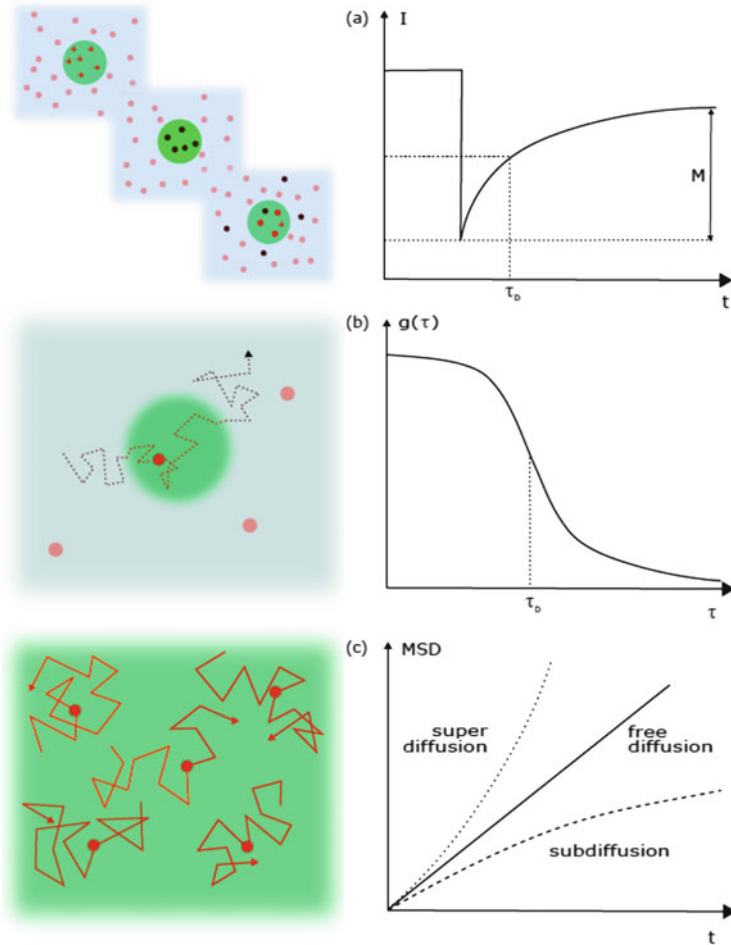 (a)
I
M
τD
t
(b)
g(τ)
τD
τ
(c)
MSD
super
diffusion
free
diffusion
subdiffusion
t